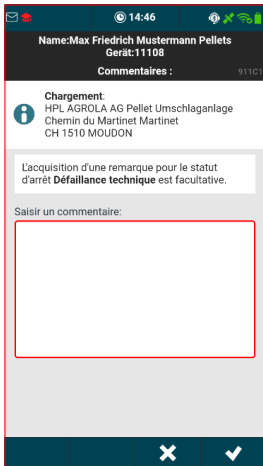 14:46
Name:Max Friedrich Mustermann Pellets
Gerät:11108
Commentaires :
911C1
Chargement:
HPL AGROLA AG Pellet Umschlaganlage
Chemin du Martinet Martinet
CH 1510 MOUDON
L'acquisition d'une remarque pour le statut
d'arrêt Défaillance technique est facultative.
Saisir un commentaire: